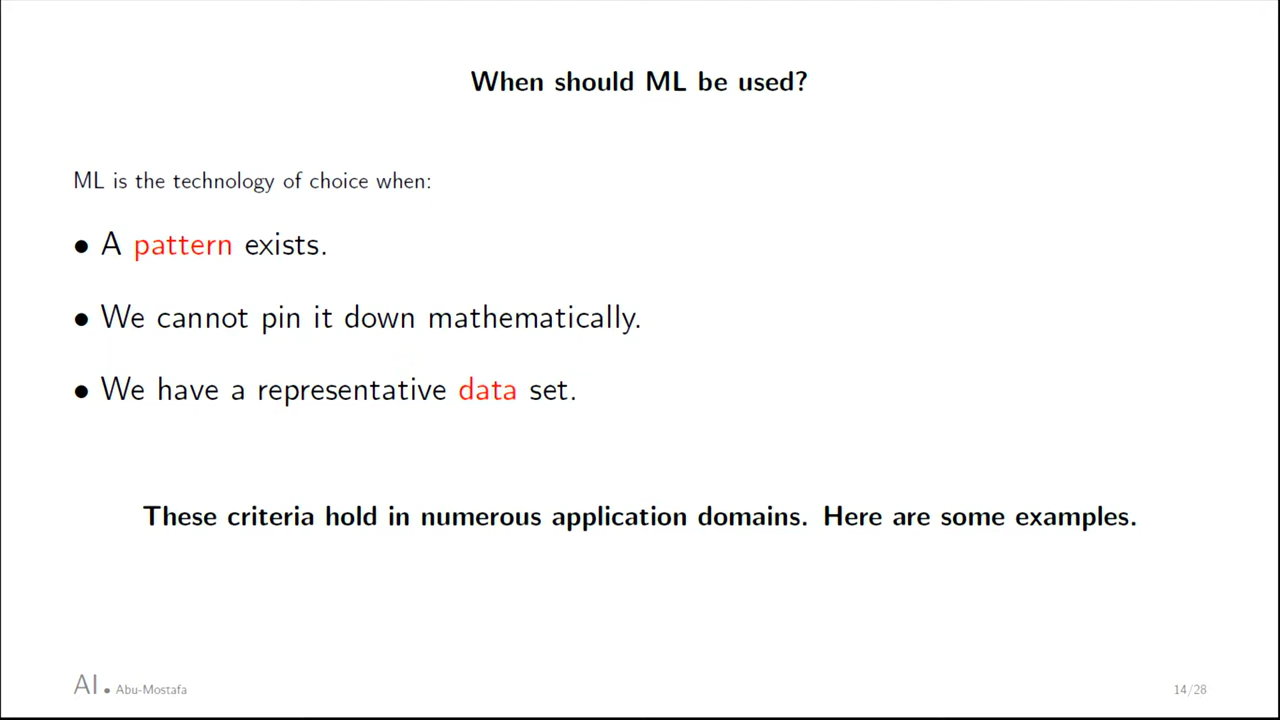 When should ML be used?
ML is the technology of choice when:
• A pattern exists.
• We cannot pin it down mathematically.
• We have a representative data set.
These criteria hold in numerous application domains. Here are some examples.
AI • Abu-Mostafa
14/28